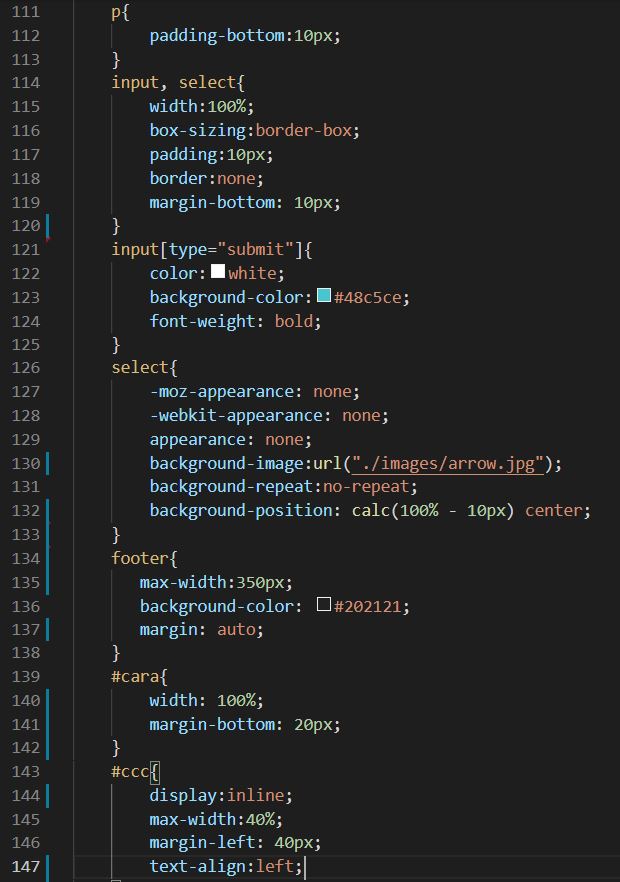 111 p{
112 padding-bottom:10px;
113 }
114 input, select{
115 width:100%;
116 box-sizing:border-box;
117 padding:10px;
118 border:none;
119 margin-bottom: 10px;
120 }
121 input[type="submit"]{
122 color:white;
123 background-color:#48c5ce;
124 font-weight: bold;
125 }
126 select{
127 -moz-appearance: none;
128 -webkit-appearance: none;
129 appearance: none;
130 background-image:url("./images/arrow.jpg");
131 background-repeat:no-repeat;
132 background-position: calc(100% - 10px) center;
133 }
134 footer{
135 max-width:350px;
136 background-color: #202121;
137 margin: auto;
138 }
139 #cara{
140 width: 100%;
141 margin-bottom: 20px;
142 }
143 #ccc{
144 display:inline;
145 max-width:40%;
146 margin-left: 40px;
147 text-align:left;